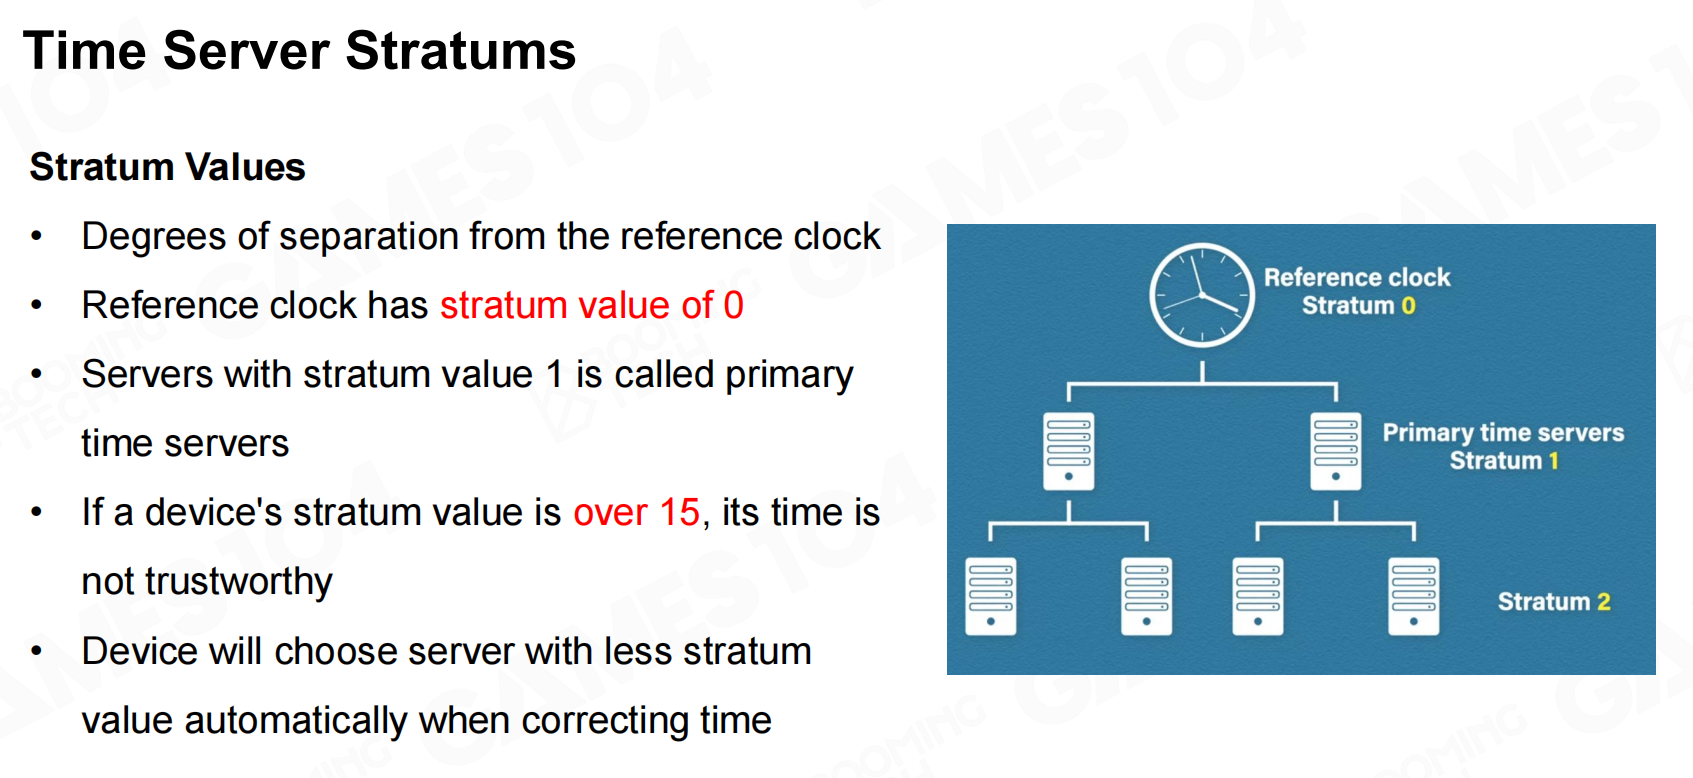 Time Server Stratums
Stratum Values
• Degrees of separation from the reference clock
• Reference clock has stratum value of 0
• Servers with stratum value 1 is called primary
time servers
• If a device's stratum value is over 15, its time is
not trustworthy
• Device will choose server with less stratum
value automatically when correcting time
Reference clock
Stratum 0
Primary time servers
Stratum 1
Stratum 2
GAMES104
BOOMING
TECH